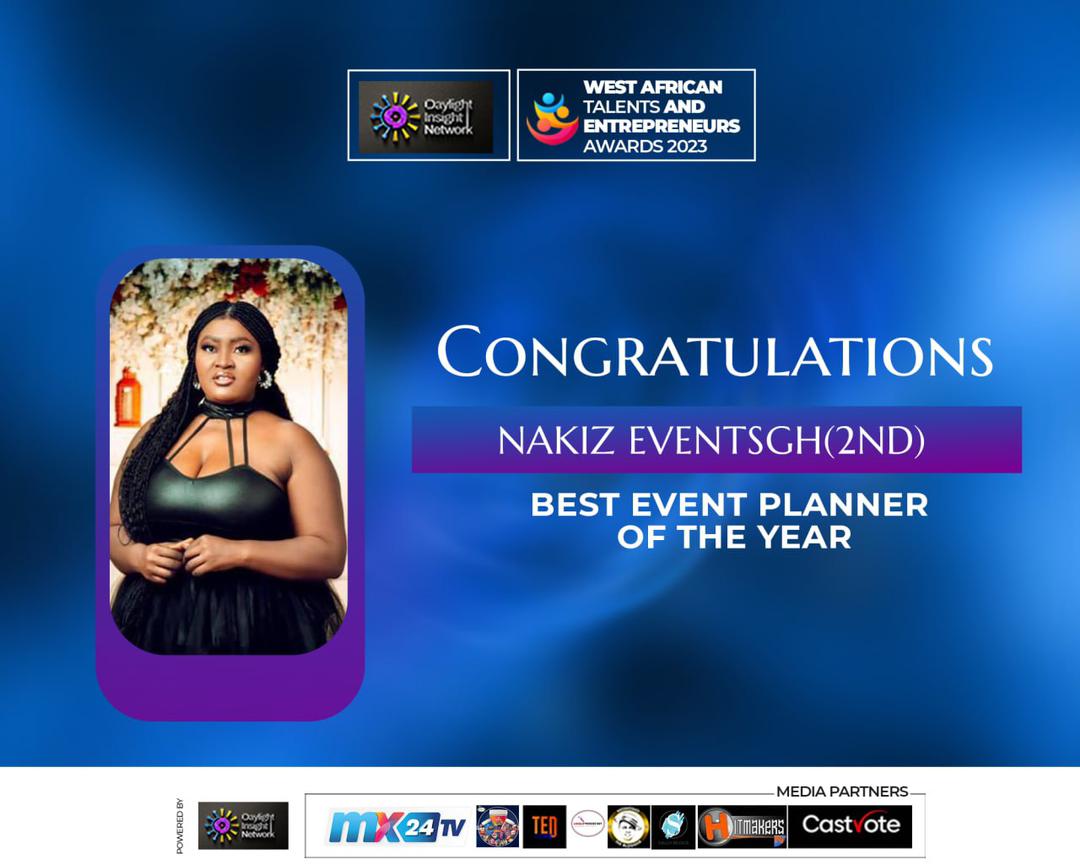 Daylight
Insight
Network
WEST AFRICAN
TALENTS AND
ENTREPRENEURS
AWARDS 2023
CONGRATULATIONS
NAKIZ EVENTSGH(2ND)
BEST EVENT PLANNER
OF THE YEAR
POWERED BY
Daylight
Insight
Network
MEDIA PARTNERS
MX24TV
HITMAKERS
CastVote